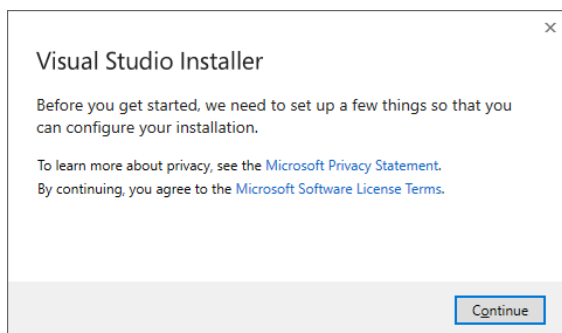 Visual Studio Installer
Before you get started, we need to set up a few things so that you
can configure your installation.
To learn more about privacy, see the Microsoft Privacy Statement.
By continuing, you agree to the Microsoft Software License Terms.
Continue